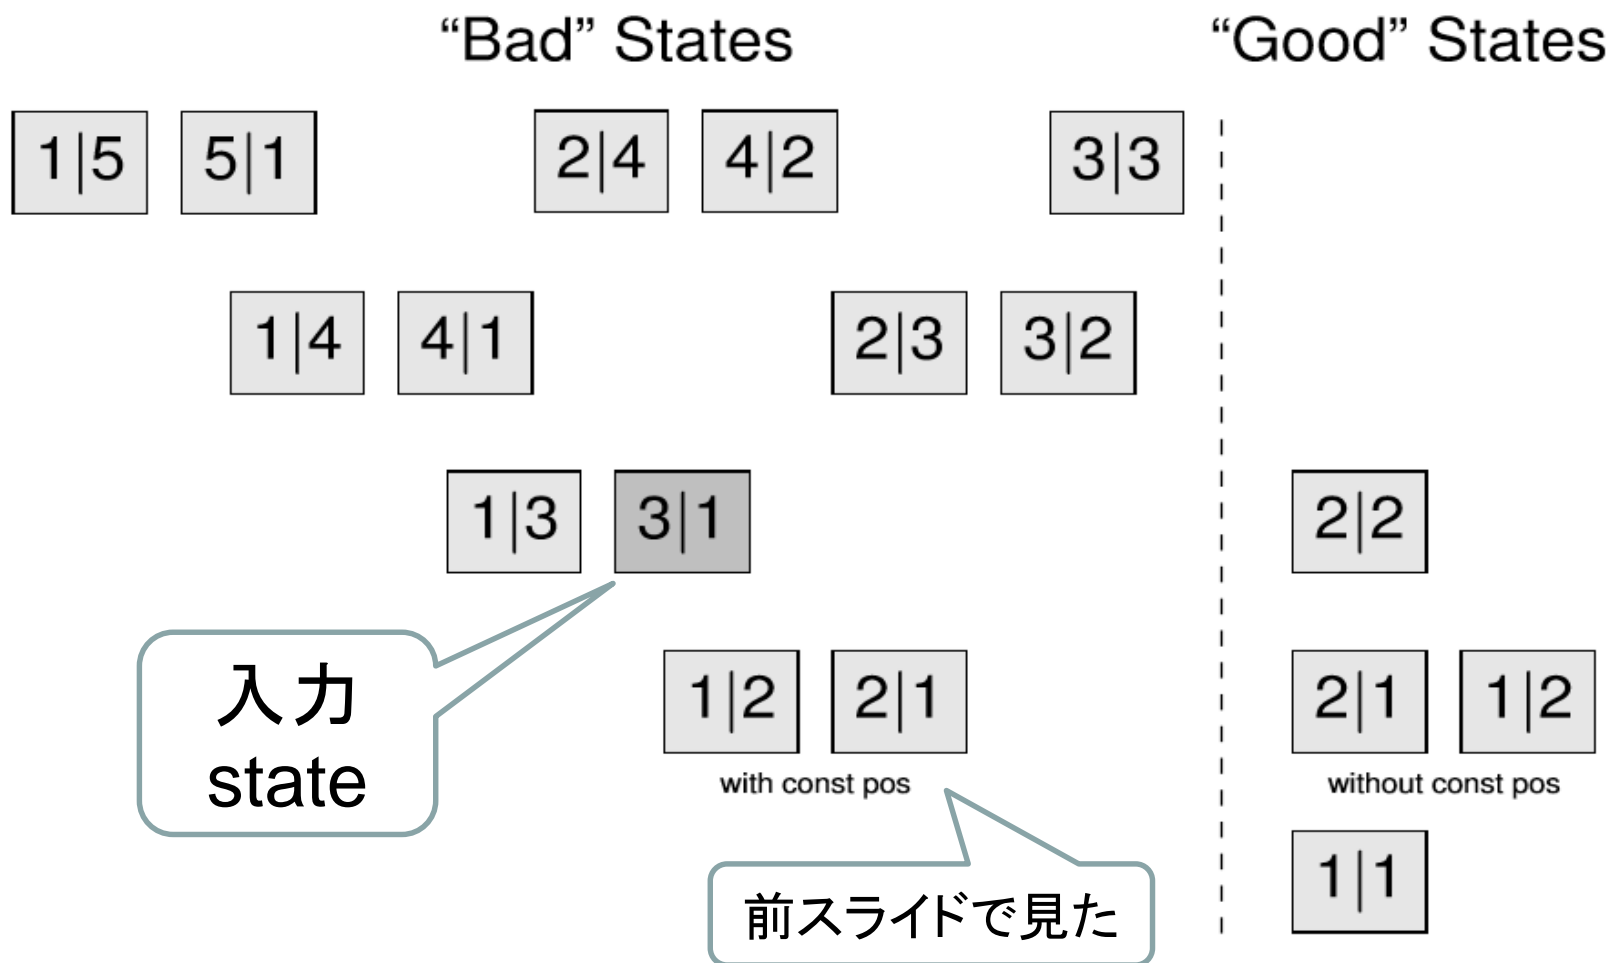 “Bad” States
“Good” States
1|5 5|1 2|4 4|2 3|3
1|4 4|1 2|3 3|2
1|3 3|1 2|2
入力
state
1|2 2|1 2|1 1|2
with const pos
without const pos
1|1
前スライドで見た